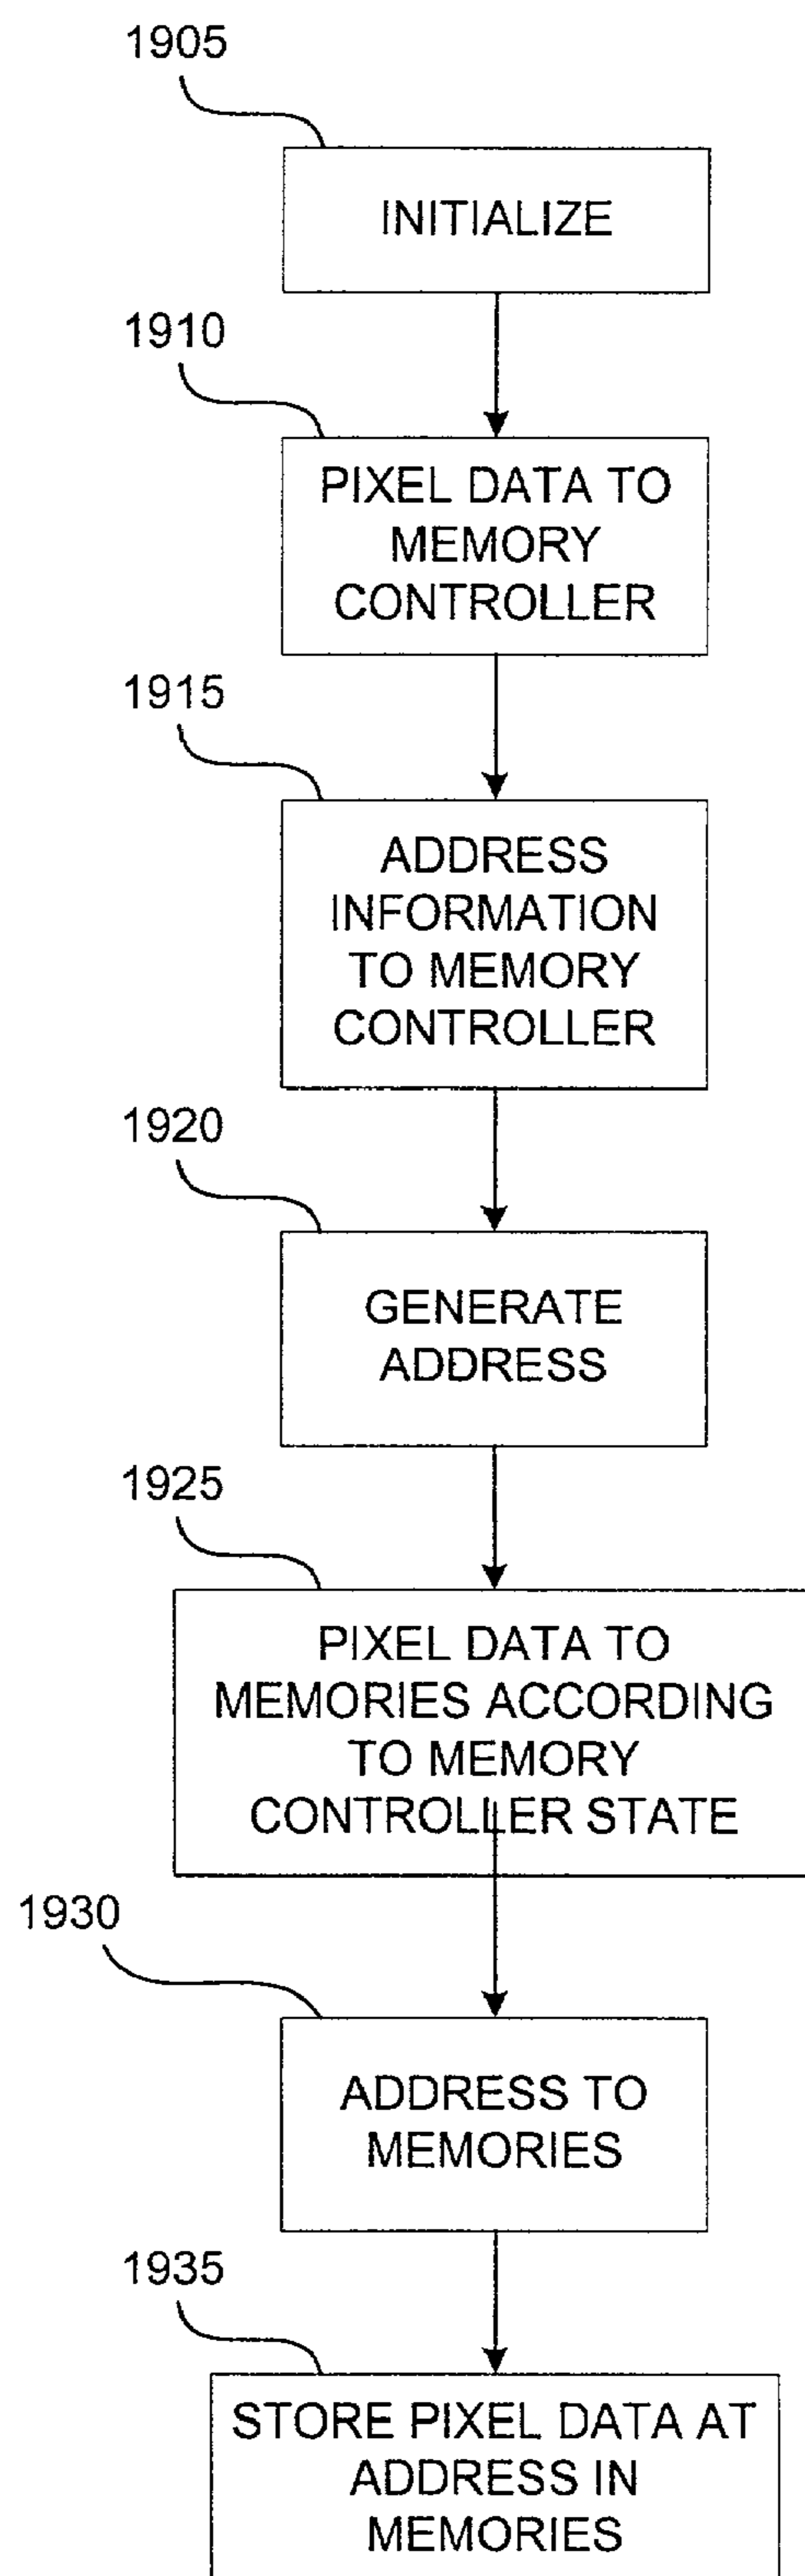 1905
INITIALIZE
1910
PIXEL DATA TO
MEMORY
CONTROLLER
1915
ADDRESS
INFORMATION
TO MEMORY
CONTROLLER
1920
GENERATE
ADDRESS
1925
PIXEL DATA TO
MEMORIES ACCORDING
TO MEMORY
CONTROLLER STATE
1930
ADDRESS TO
MEMORIES
1935
STORE PIXEL DATA AT
ADDRESS IN
MEMORIES